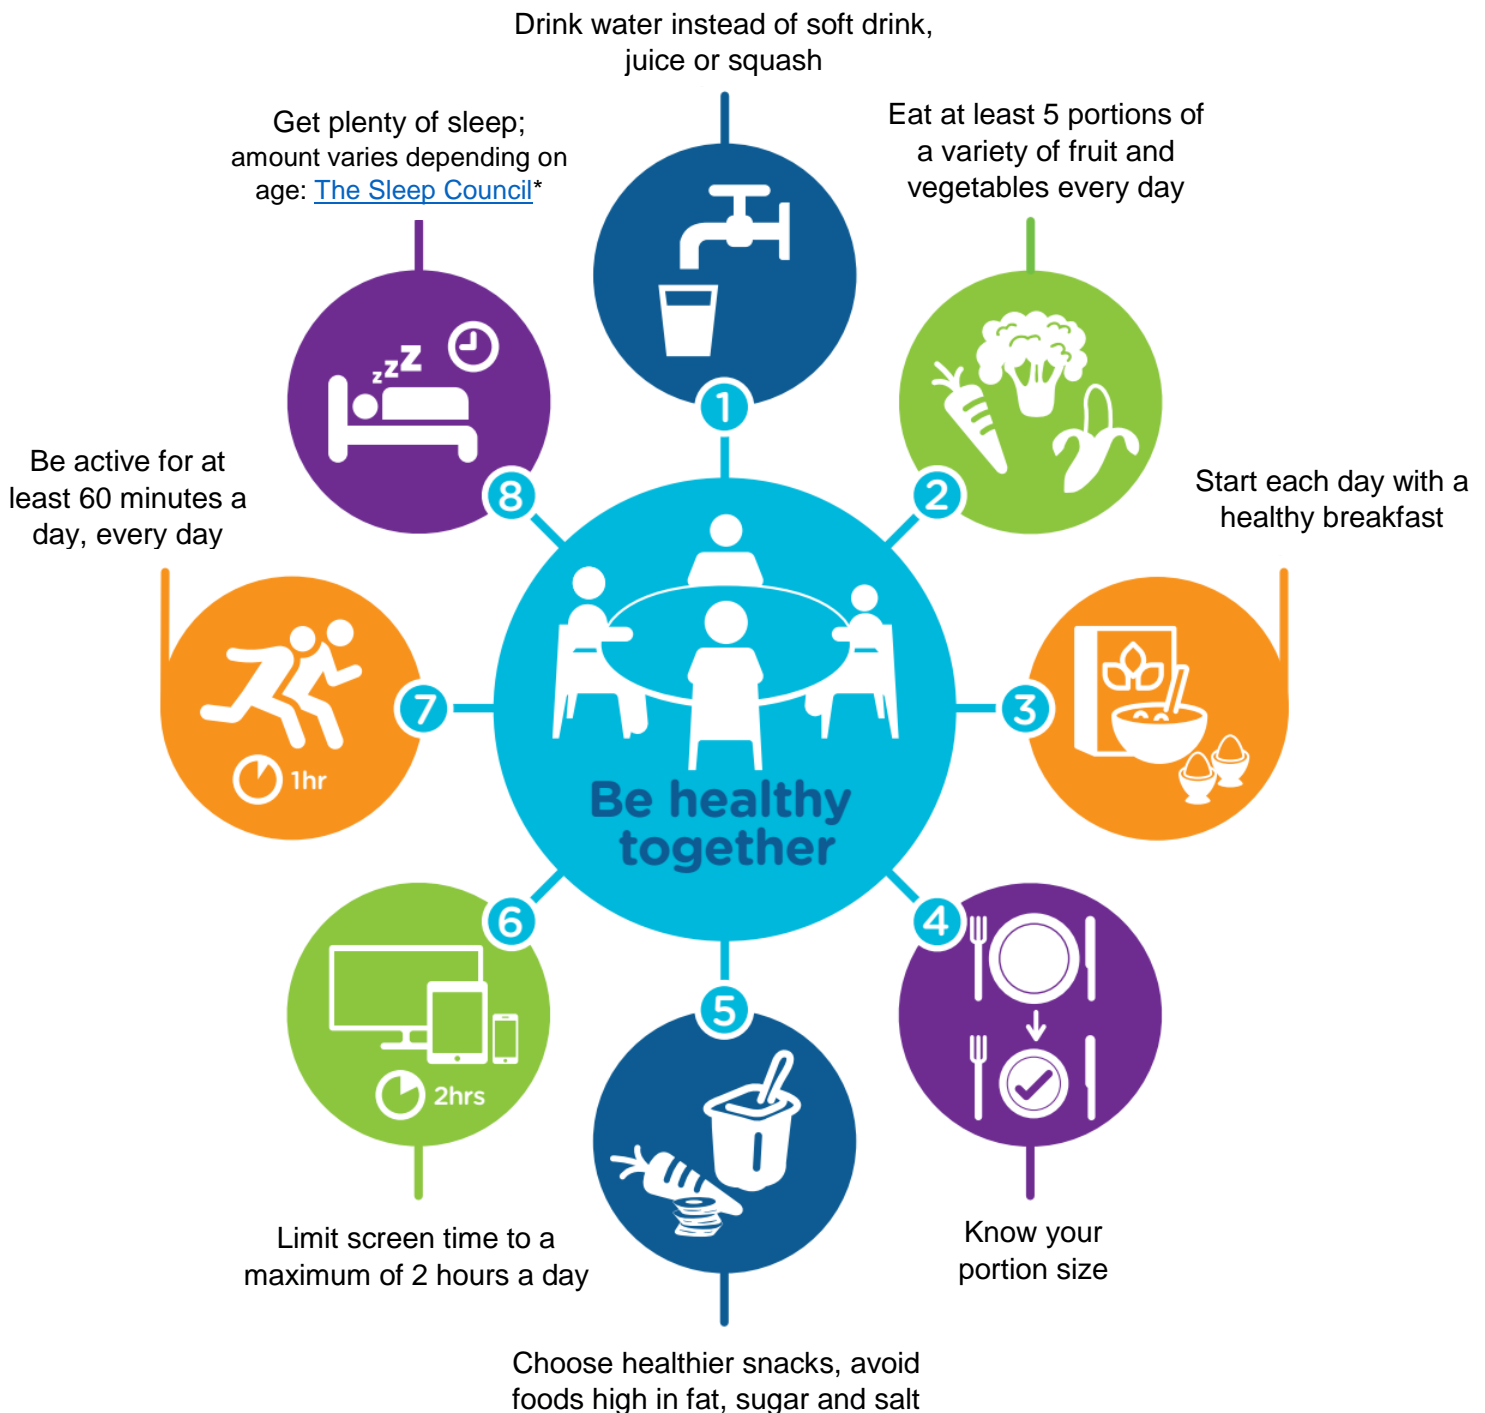 Drink water instead of soft drink,
juice or squash
1
Eat at least 5 portions of
a variety of fruit and
vegetables every day
2
Start each day with a
healthy breakfast
3
Know your
portion size
4
Choose healthier snacks, avoid
foods high in fat, sugar and salt
5
Limit screen time to a
maximum of 2 hours a day
6
2hrs
Be active for at
least 60 minutes a
day, every day
7
1hr
Get plenty of sleep;
amount varies depending on
age: The Sleep Council*
8
zzZ
Be healthy
together